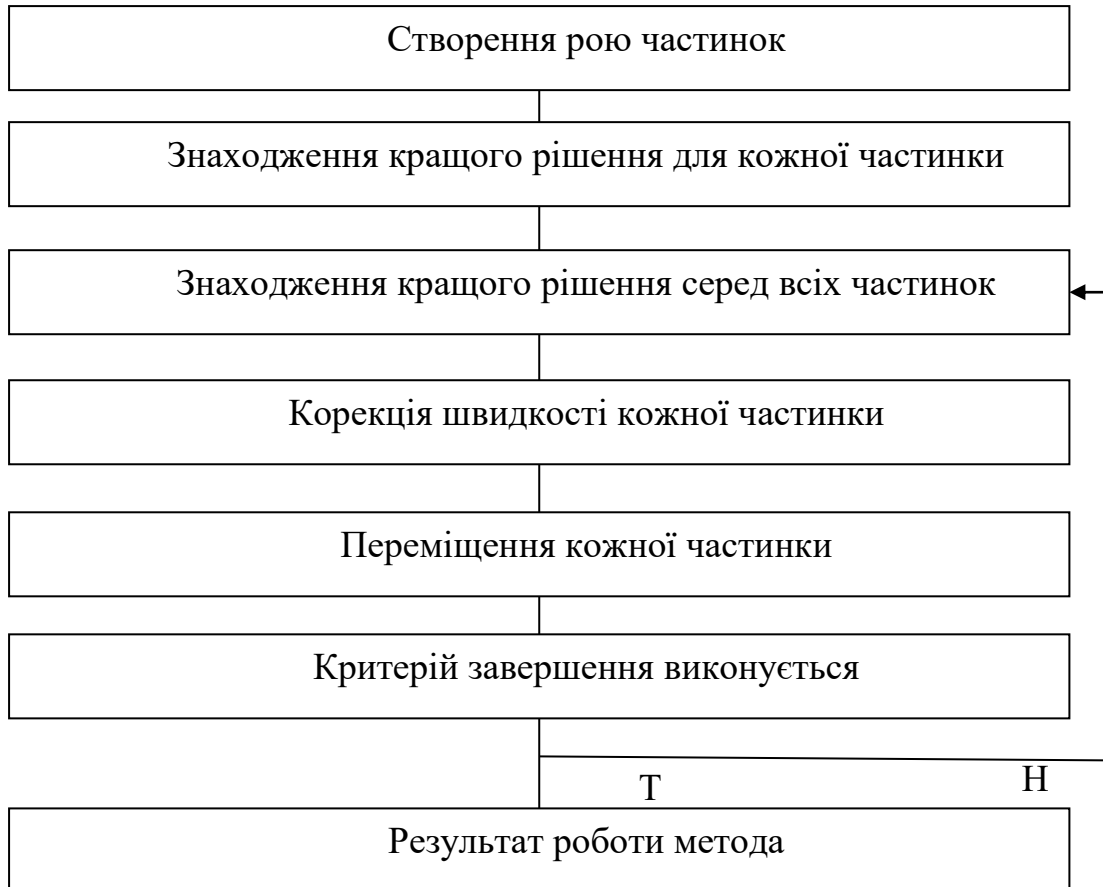 Створення рою частинок
Знаходження кращого рішення для кожної частинки
Знаходження кращого рішення серед всіх частинок
Корекція швидкості кожної частинки
Переміщення кожної частинки
Критерій завершення виконується
Т
Н
Результат роботи метода